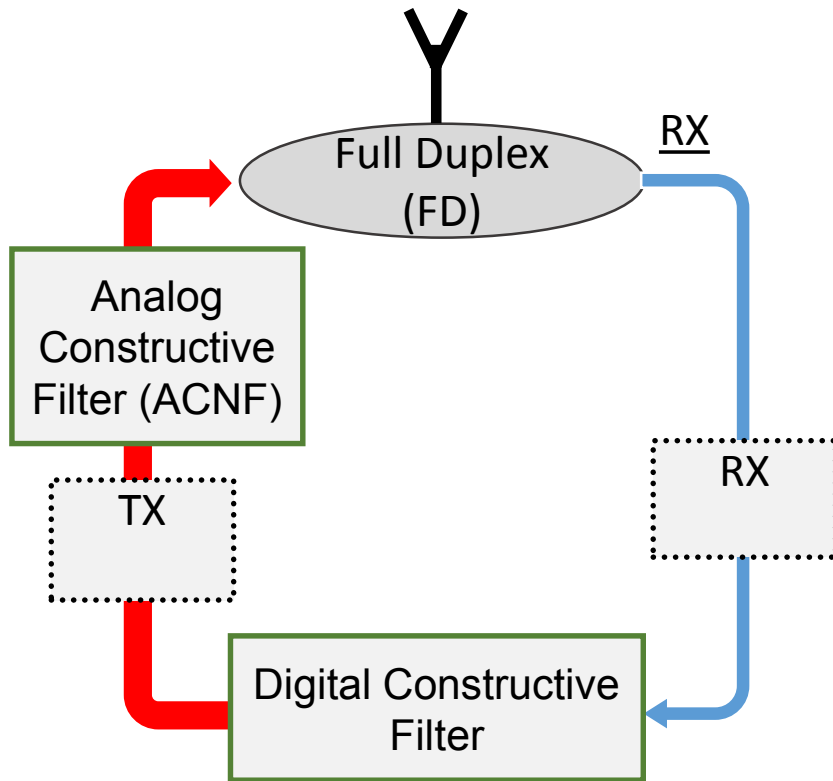 Full Duplex
(FD)
RX
Analog
Constructive
Filter (ACNF)
TX
RX
Digital Constructive
Filter